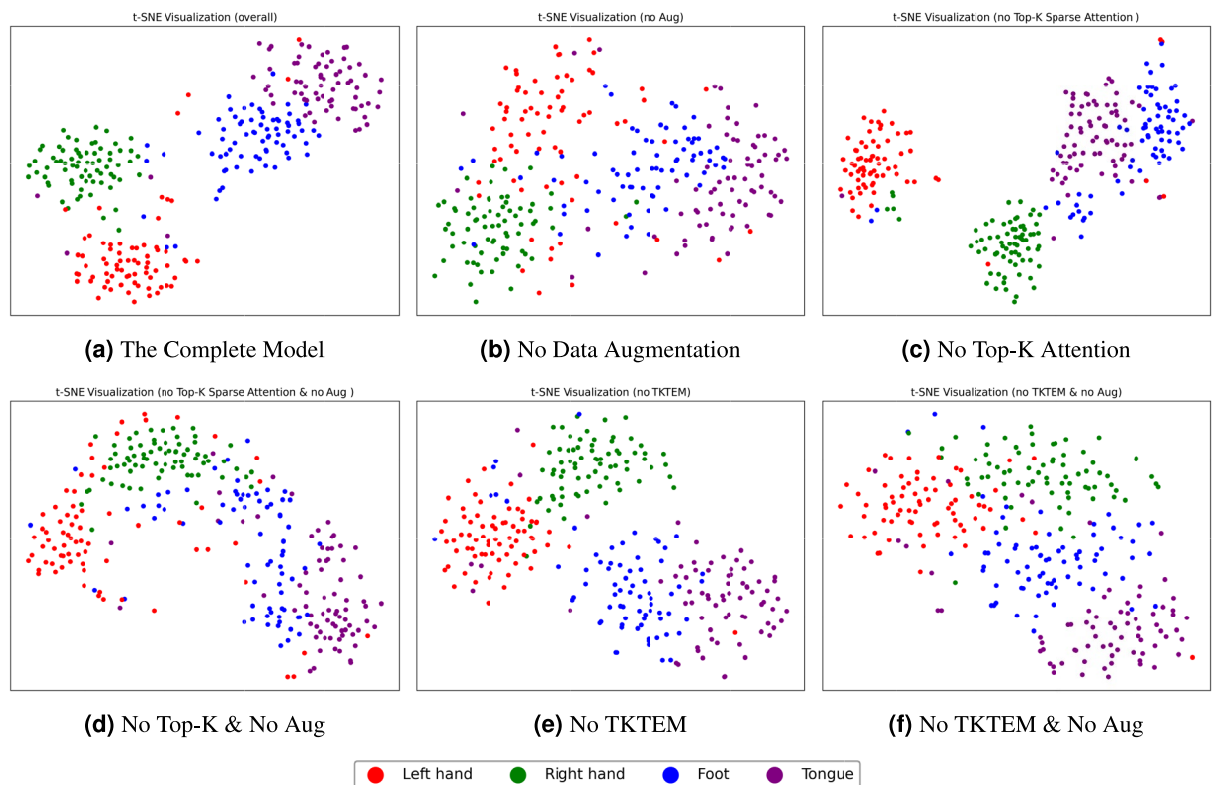 t-SNE Visualization (overall)
t-SNE Visualization (no Aug)
t-SNE Visualization (no Top-K Sparse Attention )
(a) The Complete Model
(b) No Data Augmentation
(c) No Top-K Attention
t-SNE Visualization (no Top-K Sparse Attention & no Aug )
t-SNE Visualization (no TKTEM)
t-SNE Visualization (no TKTEM & no Aug)
(d) No Top-K & No Aug
(e) No TKTEM
(f) No TKTEM & No Aug
Left hand Right hand Foot Tongue